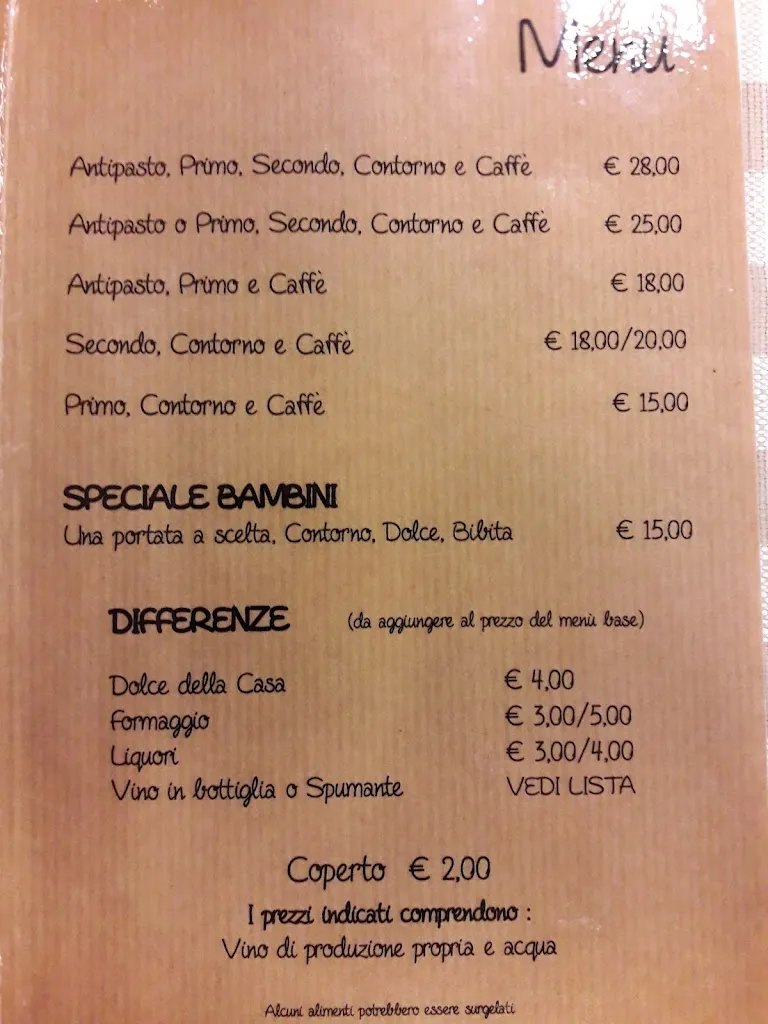 Menù
Antipasto, Primo, Secondo, Contorno e Caffè € 28,00
Antipasto o Primo, Secondo, Contorno e Caffè € 25,00
Antipasto, Primo e Caffè € 18,00
Secondo, Contorno e Caffè € 18,00/20,00
Primo, Contorno e Caffè € 15,00
SPECIALE BAMBINI
Una portata a scelta, Contorno, Dolce, Bibita € 15,00
DIFFERENZE (da aggiungere al prezzo del menù base)
Dolce della Casa € 4,00
Formaggio € 3,00/5,00
Liquori € 3,00/4,00
Vino in bottiglia o Spumante VEDI LISTA
Coperto € 2,00
I prezzi indicati comprendono :
Vino di produzione propria e acqua
Alcuni alimenti potrebbero essere surgelati